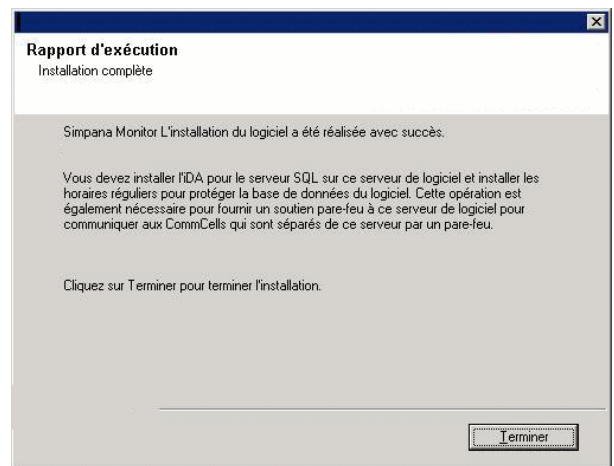 Rapport d'exécution
Installation complète
Simpana Monitor L'installation du logiciel a été réalisée avec succès.
Vous devez installer l'iDA pour le serveur SQL sur ce serveur de logiciel et installer les
horaires réguliers pour protéger la base de données du logiciel. Cette opération est
également nécessaire pour fournir un soutien pare-feu à ce serveur de logiciel pour
communiquer aux CommCells qui sont séparés de ce serveur par un pare-feu.
Cliquez sur Terminer pour terminer l'installation.
Terminer